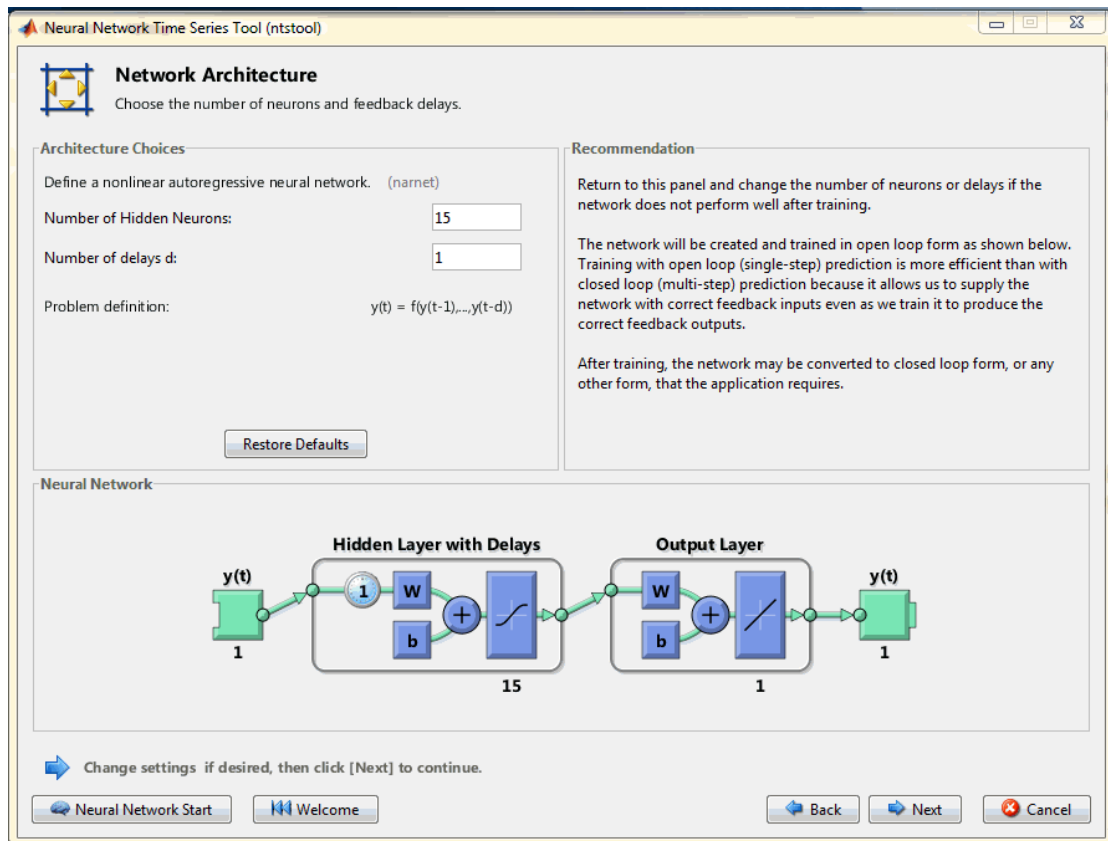 Neural Network Time Series Tool (ntstool)
Network Architecture
Choose the number of neurons and feedback delays.
Architecture Choices
Define a nonlinear autoregressive neural network. (narnet)
Number of Hidden Neurons: 15
Number of delays d: 1
Problem definition: y(t) = f(y(t-1),...,y(t-d))
Restore Defaults
Recommendation
Return to this panel and change the number of neurons or delays if the
network does not perform well after training.
The network will be created and trained in open loop form as shown below.
Training with open loop (single-step) prediction is more efficient than with
closed loop (multi-step) prediction because it allows us to supply the
network with correct feedback inputs even as we train it to produce the
correct feedback outputs.
After training, the network may be converted to closed loop form, or any
other form, that the application requires.
Neural Network
Hidden Layer with Delays
Output Layer
y(t)
1
1
W
b
+
15
W
b
+
1
y(t)
1
Change settings if desired, then click [Next] to continue.
Neural Network Start
Welcome
Back
Next
Cancel